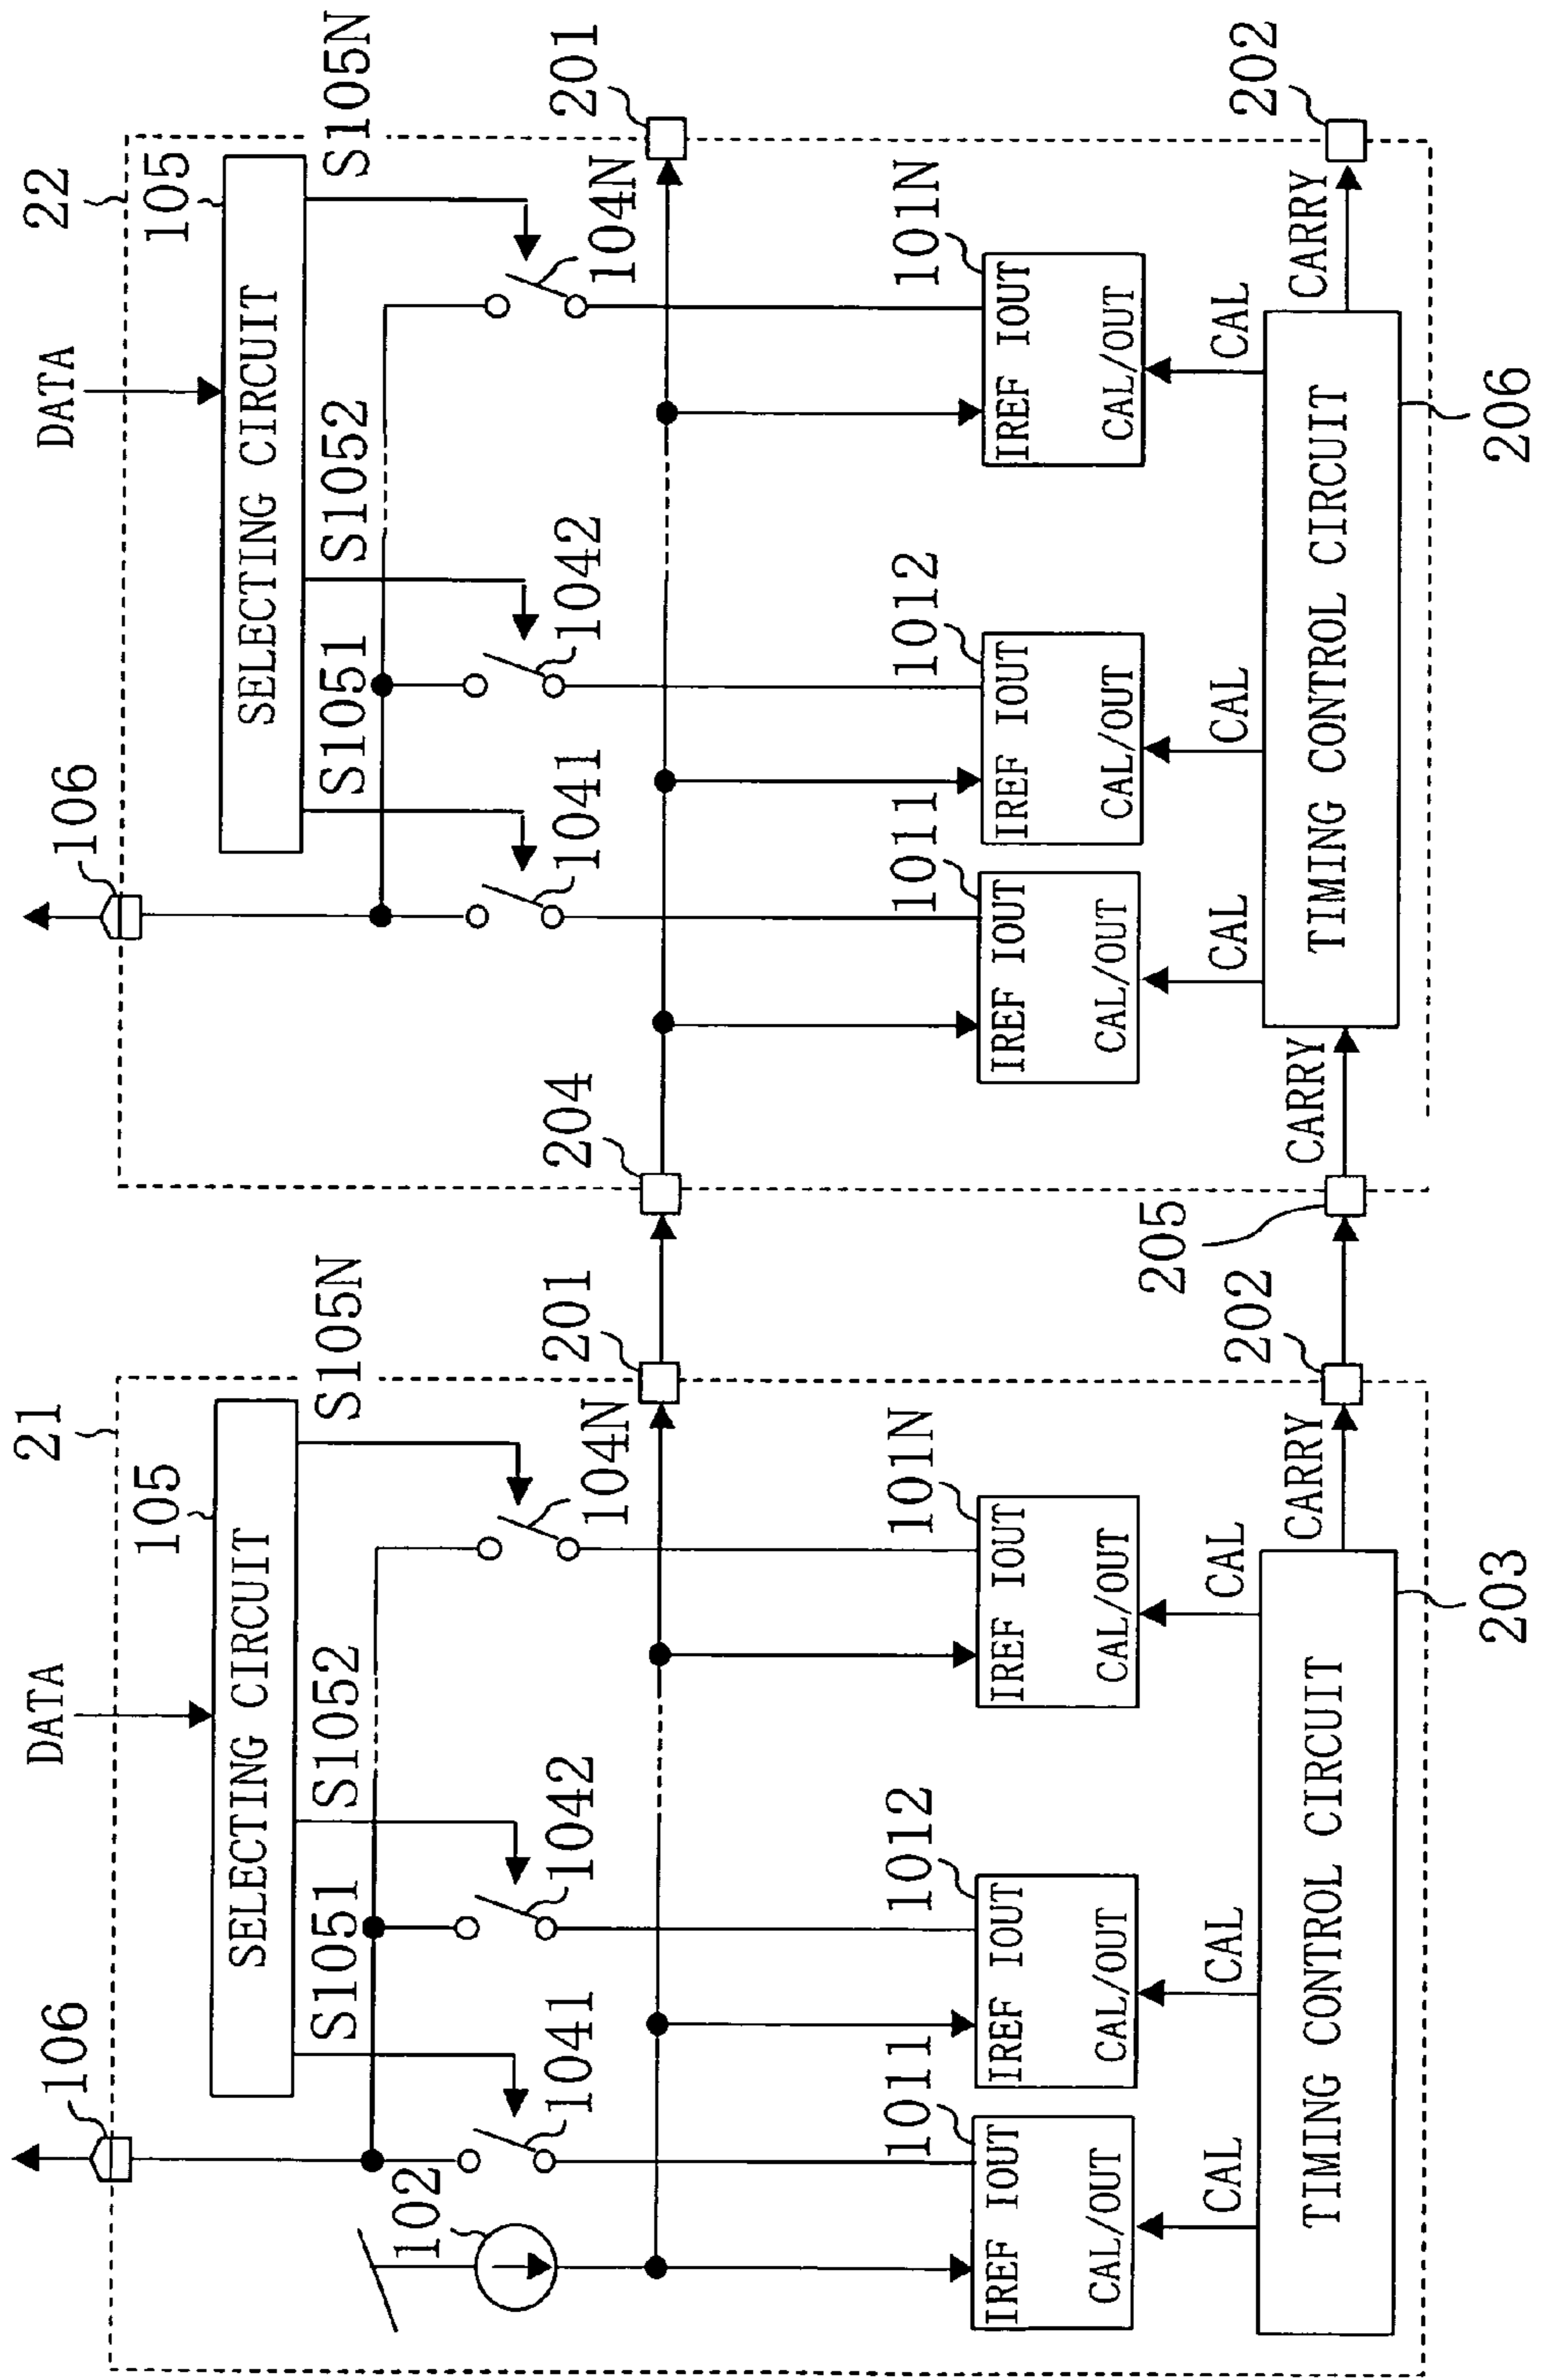 21
22
DATA
DATA
106
SELECTING CIRCUIT
105
106
SELECTING CIRCUIT
105
S1051
S1052
S105N
S1051
S1052
S105N
102
1041
1042
104N
1041
1042
104N
201
204
201
1011
1012
101N
1011
1012
101N
IREF IOUT
IREF IOUT
IREF IOUT
IREF IOUT
IREF IOUT
IREF IOUT
CAL/OUT
CAL/OUT
CAL/OUT
CAL/OUT
CAL/OUT
CAL/OUT
CAL
CAL
CAL
CAL
CAL
CAL
TIMING CONTROL CIRCUIT
CARRY
202
205
CARRY
TIMING CONTROL CIRCUIT
CARRY
202
203
206